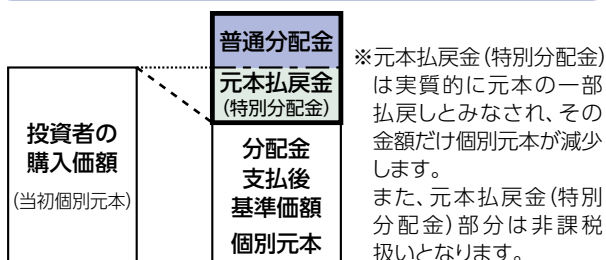 普通分配金
元本払戻金
(特別分配金)
投資者の
購入価額
(当初個別元本)
分配金
支払後
基準価額
個別元本
※元本払戻金(特別分配金)
は実質的に元本の一部
払戻しとみなされ、その
金額だけ個別元本が減少
します。
また、元本払戻金(特別
分配金)部分は非課税
扱いとなります。